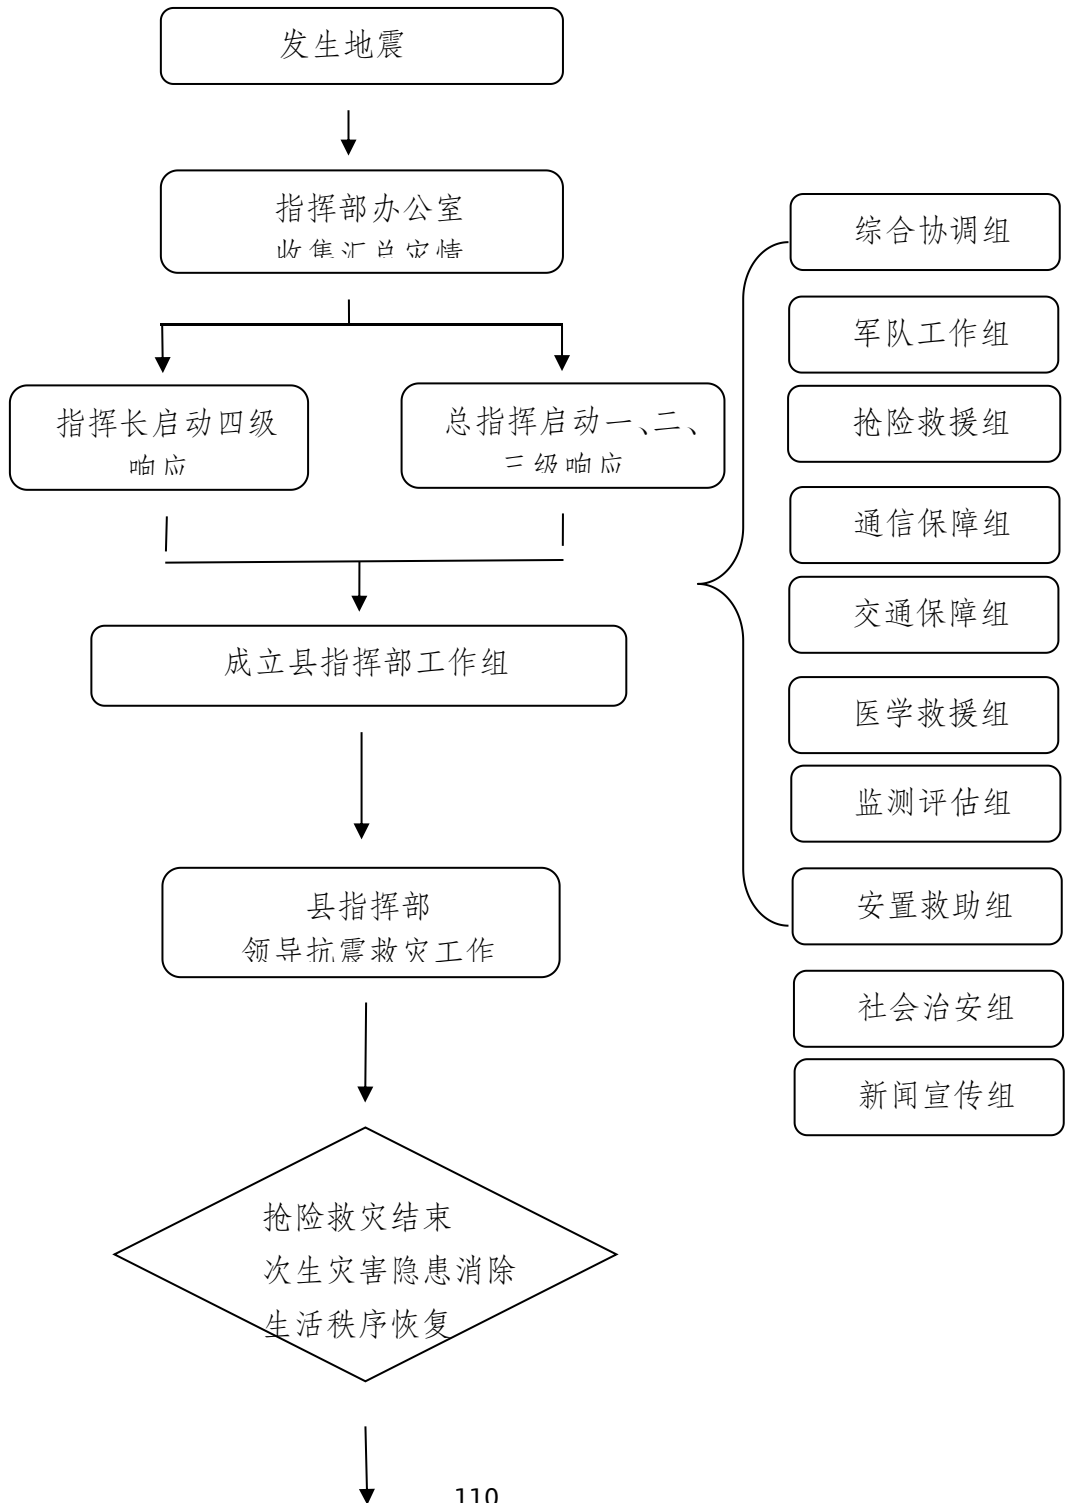 发生地震
指挥部办公室
收集汇总灾情
指挥长启动四级
响应
总指挥启动一、二、
三级响应
成立县指挥部工作组
县指挥部
领导抗震救灾工作
抢险救灾结束
次生灾害隐患消除
生活秩序恢复
综合协调组
军队工作组
抢险救援组
通信保障组
交通保障组
医学救援组
监测评估组
安置救助组
社会治安组
新闻宣传组
110